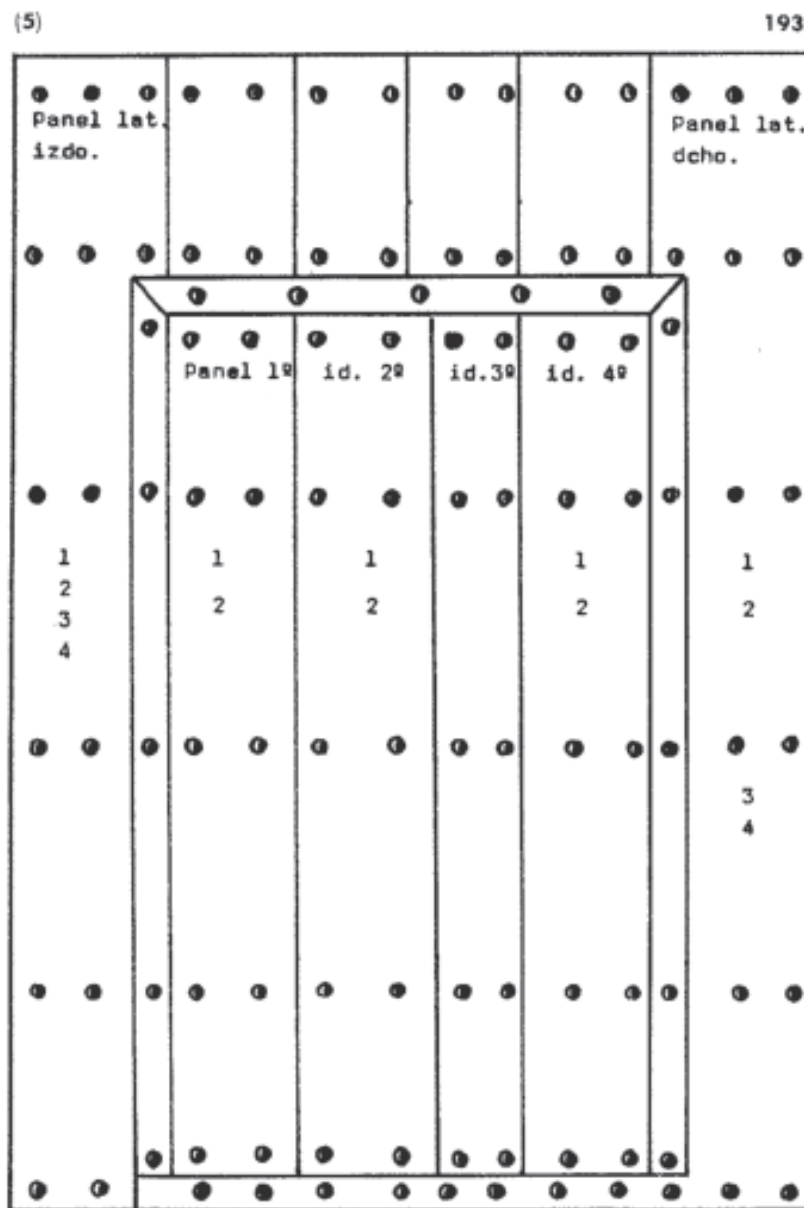 (5) 193
Panel lat. izdo.
Panel lat. dcho.
Panel 1º id. 2º id.3º id. 4º
1 1 1 1 1
2 2 2 2 2
3
4
3
4